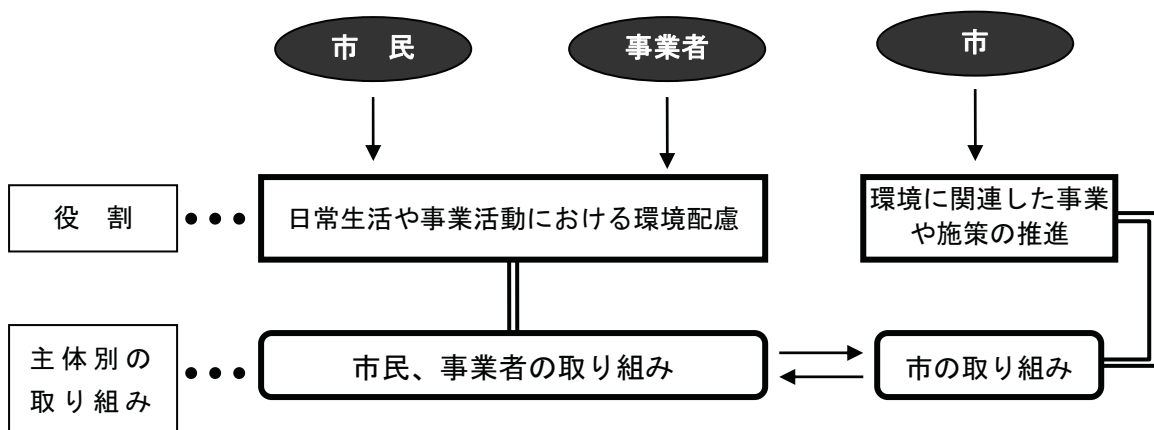 市　民
事業者
市
役　割
日常生活や事業活動における環境配慮
環境に関連した事業
や施策の推進
主体別の
取り組み
市民、事業者の取り組み
市の取り組み